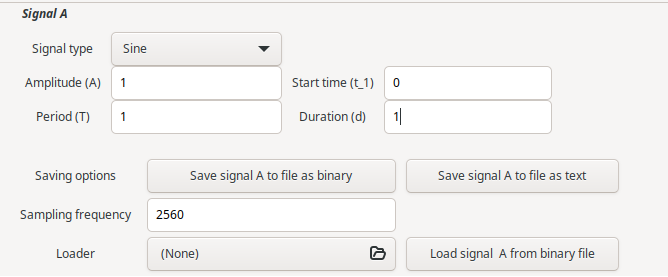 Signal A
Signal type Sine
Amplitude (A) 1 Start time (t_1) 0
Period (T) 1 Duration (d) 1
Saving options Save signal A to file as binary Save signal A to file as text
Sampling frequency 2560
Loader (None) Load signal  A from binary file